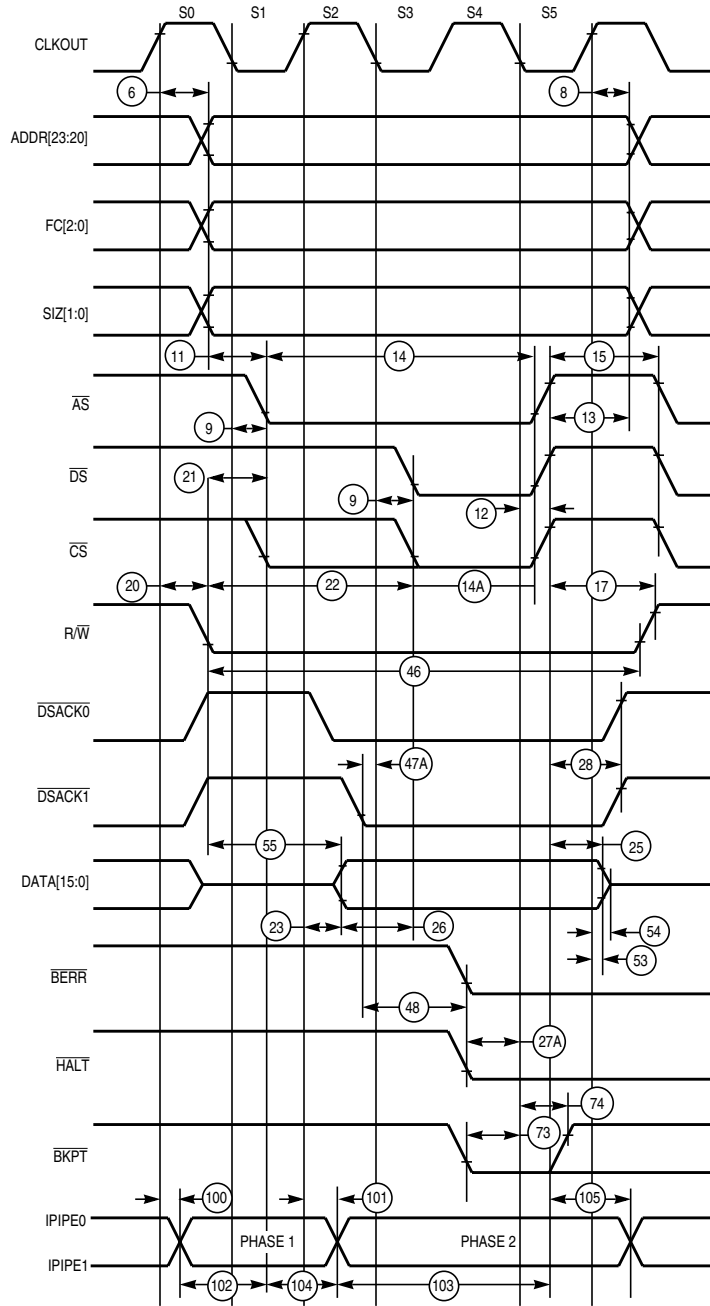 S0 S1 S2 S3 S4 S5
CLKOUT
6 8
ADDR[23:20]
FC[2:0]
SIZ[1:0]
11 14 15
AS
9 13
DS
21 9 12
CS
20 22 14A 17
R/W
46
DSACK0
47A 28
DSACK1
55 25
DATA[15:0]
23 26 54
53
BERR
48
27A
HALT
74
73
BKPT
100 101 105
IPIPE0
PHASE 1 PHASE 2
IPIPE1
102 104 103